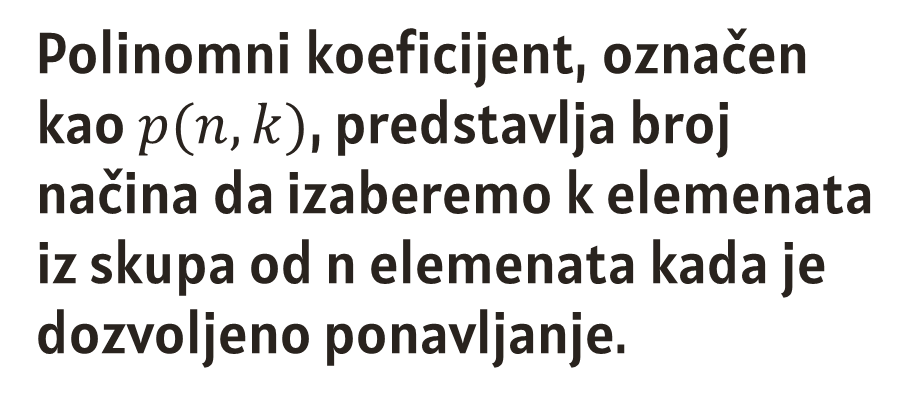 Polinomni koeficijent, označen
kao p(n, k), predstavlja broj
načina da izaberemo k elemenata
iz skupa od n elemenata kada je
dozvoljeno ponavljanje.